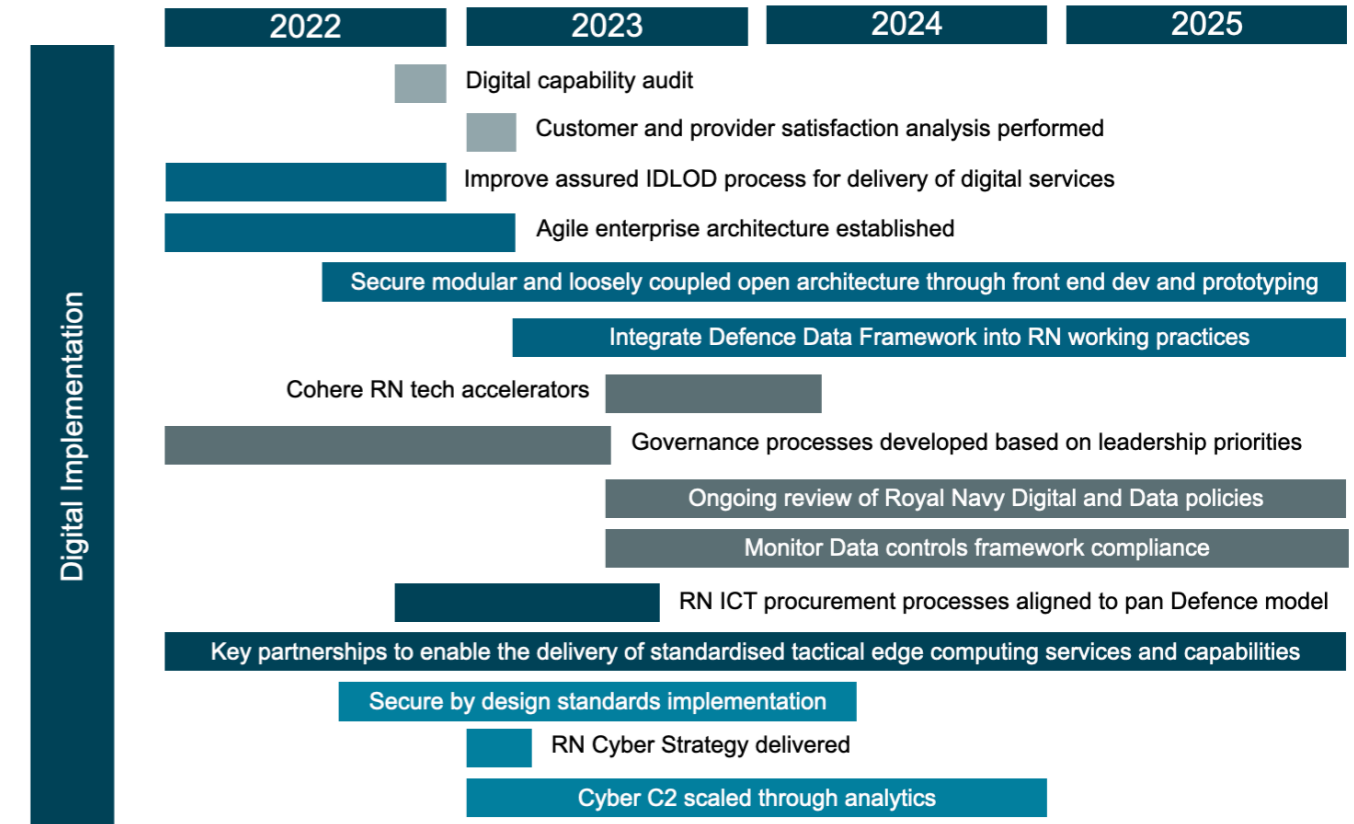 2022 2023 2024 2025
Digital Implementation
Digital capability audit
Customer and provider satisfaction analysis performed
Improve assured IDLOD process for delivery of digital services
Agile enterprise architecture established
Secure modular and loosely coupled open architecture through front end dev and prototyping
Integrate Defence Data Framework into RN working practices
Cohere RN tech accelerators
Governance processes developed based on leadership priorities
Ongoing review of Royal Navy Digital and Data policies
Monitor Data controls framework compliance
RN ICT procurement processes aligned to pan Defence model
Key partnerships to enable the delivery of standardised tactical edge computing services and capabilities
Secure by design standards implementation
RN Cyber Strategy delivered
Cyber C2 scaled through analytics